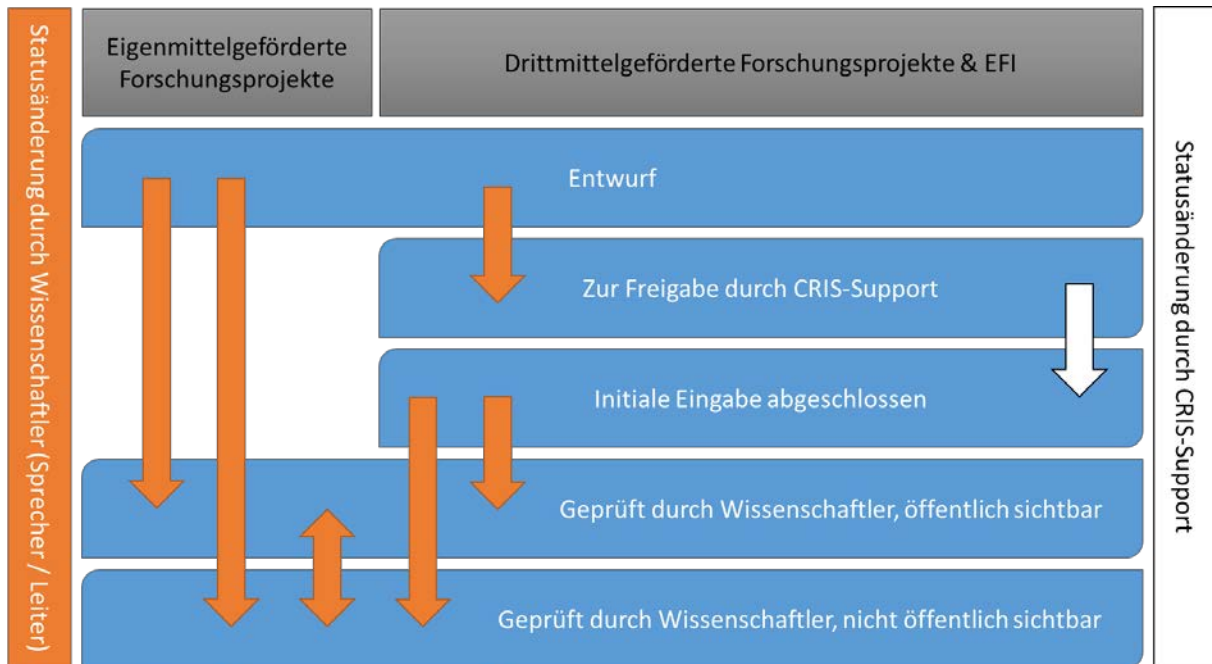 Statusänderung durch Wissenschaftler (Sprecher / Leiter)
Eigenmittelgeförderte
Forschungsprojekte
Drittmittelgeförderte Forschungsprojekte & EFI
Entwurf
Zur Freigabe durch CRIS-Support
Initiale Eingabe abgeschlossen
Geprüft durch Wissenschaftler, öffentlich sichtbar
Geprüft durch Wissenschaftler, nicht öffentlich sichtbar
Statusänderung durch CRIS-Support